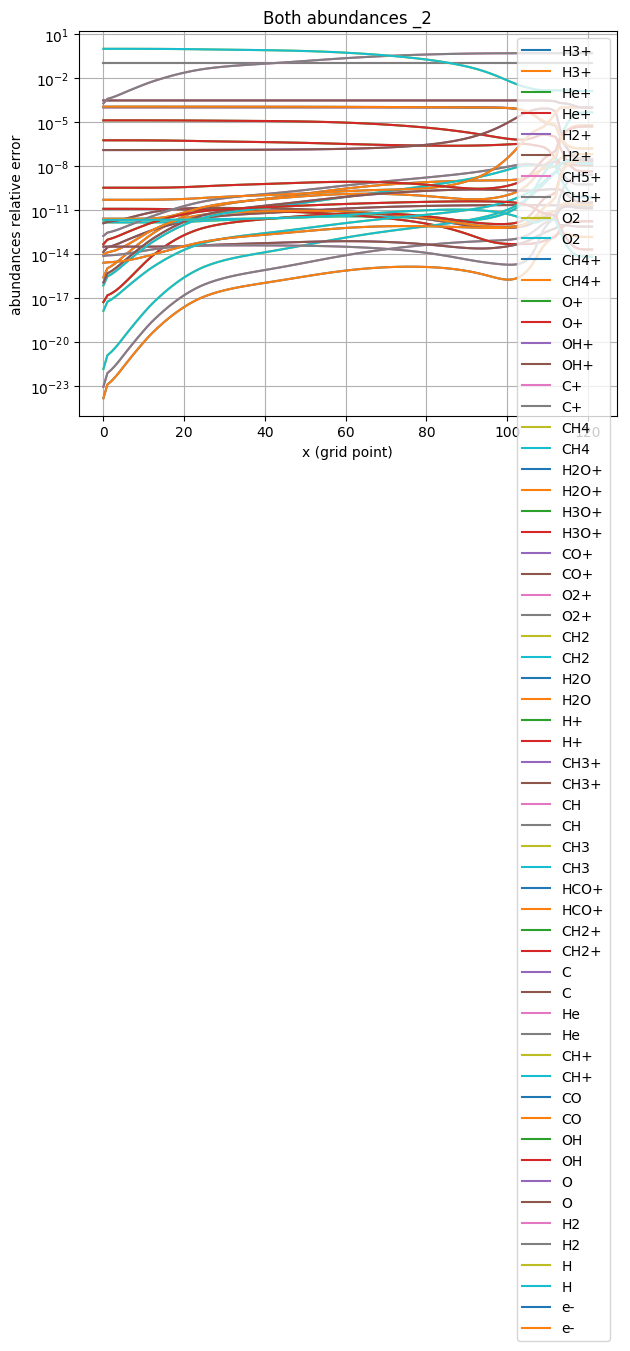 Both abundances _2
abundances relative error
10^1
10^-2
10^-5
10^-8
10^-11
10^-14
10^-17
10^-20
10^-23
0 20 40 60 80 100 120
x (grid point)
H3+
H3+
He+
He+
H2+
H2+
CH5+
CH5+
O2
O2
CH4+
CH4+
O+
O+
OH+
OH+
C+
C+
CH4
CH4
H2O+
H2O+
H3O+
H3O+
CO+
CO+
O2+
O2+
CH2
CH2
H2O
H2O
H+
H+
CH3+
CH3+
CH
CH
CH3
CH3
HCO+
HCO+
CH2+
CH2+
C
C
He
He
CH+
CH+
CO
CO
OH
OH
O
O
H2
H2
H
H
e-
e-